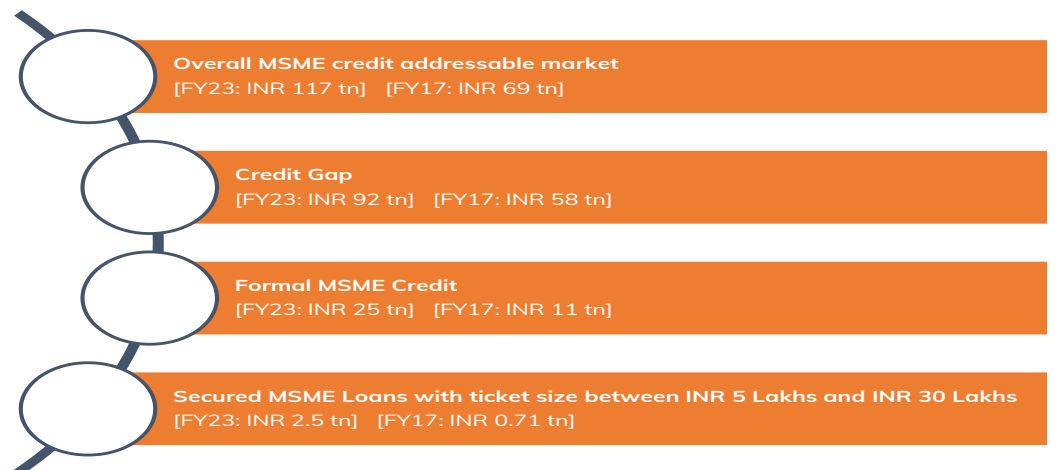 Overall MSME credit addressable market
[FY23: INR 117 tn] [FY17: INR 69 tn]
Credit Gap
[FY23: INR 92 tn] [FY17: INR 58 tn]
Formal MSME Credit
[FY23: INR 25 tn] [FY17: INR 11 tn]
Secured MSME Loans with ticket size between INR 5 Lakhs and INR 30 Lakhs
[FY23: INR 2.5 tn] [FY17: INR 0.71 tn]